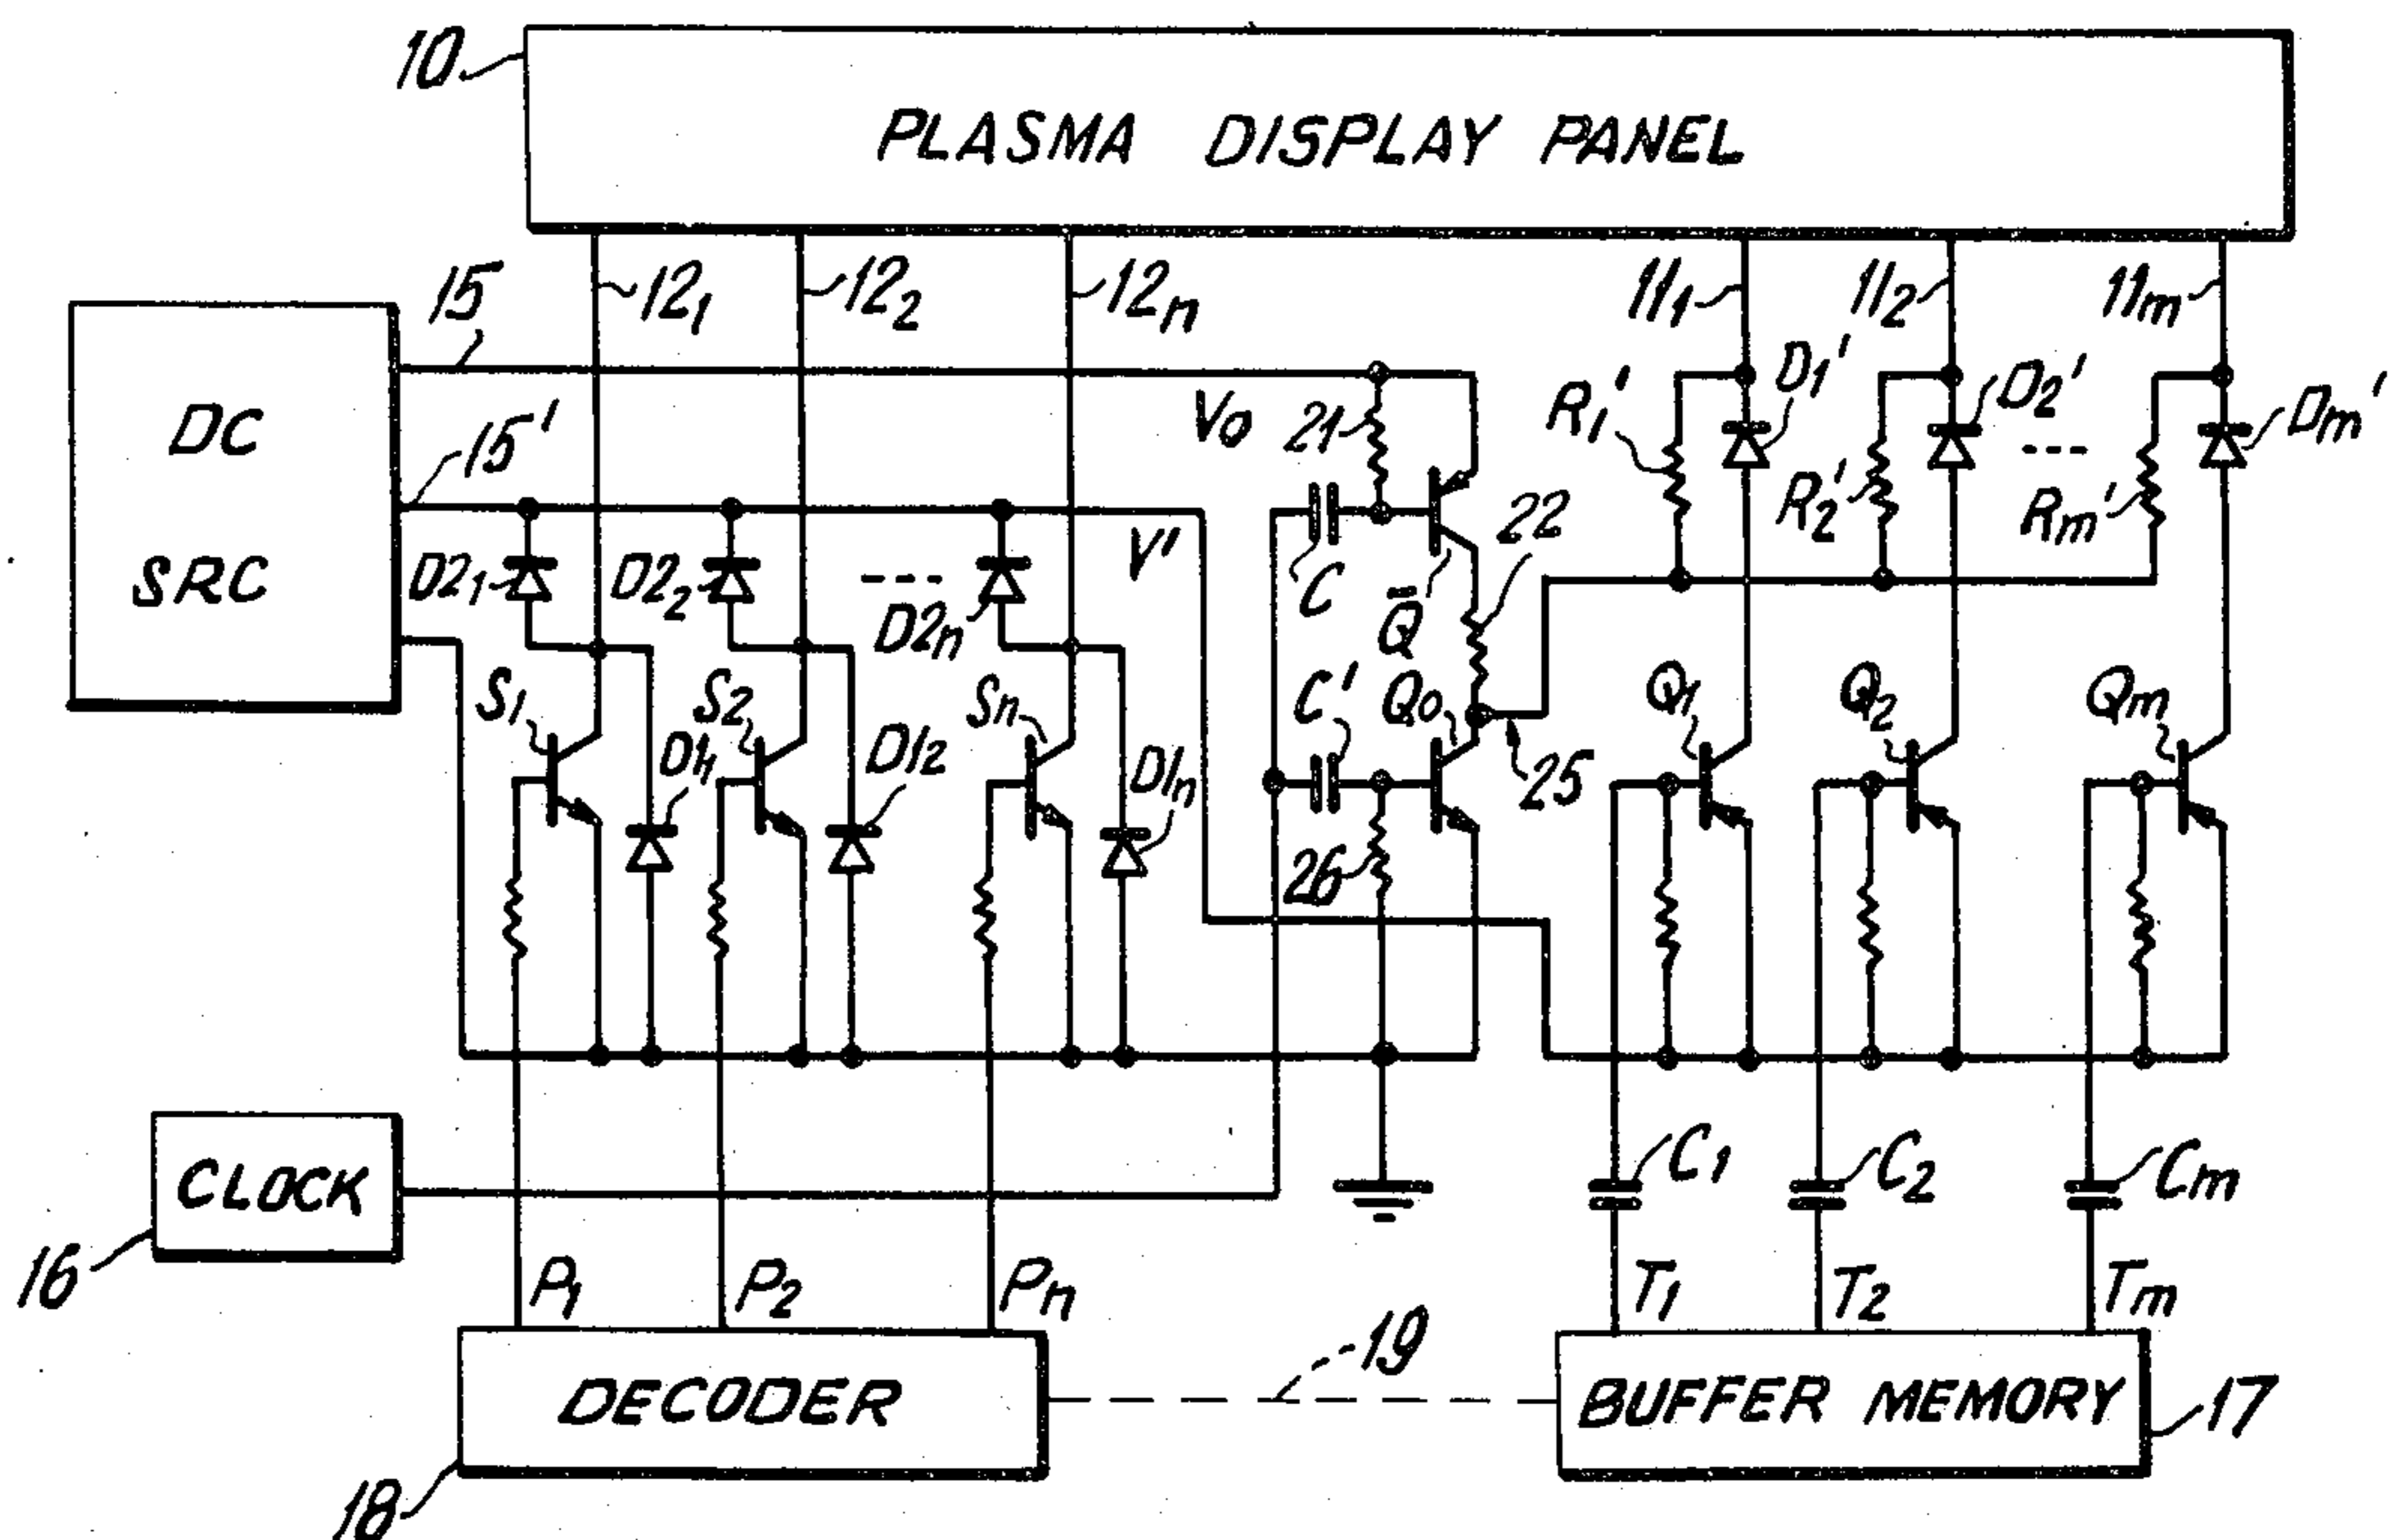 10
PLASMA DISPLAY PANEL
15
12₁
12₂
12ₙ
11₁
11₂
11ₘ
DC
SRC
15'
V₀
21
R₁'
D₁'
R₂'
D₂'
---
Rₘ'
Dₘ'
D2₁
D2₂
---
D2ₙ
V'
C
Q̄
22
S₁
S₂
Sₙ
D1₁
D1₂
D1ₙ
C'
Q₀
25
26
Q₁
Q₂
Qₘ
CLOCK
16
C₁
C₂
Cₘ
P₁
P₂
Pₙ
T₁
T₂
Tₘ
DECODER
19
BUFFER MEMORY
17
18